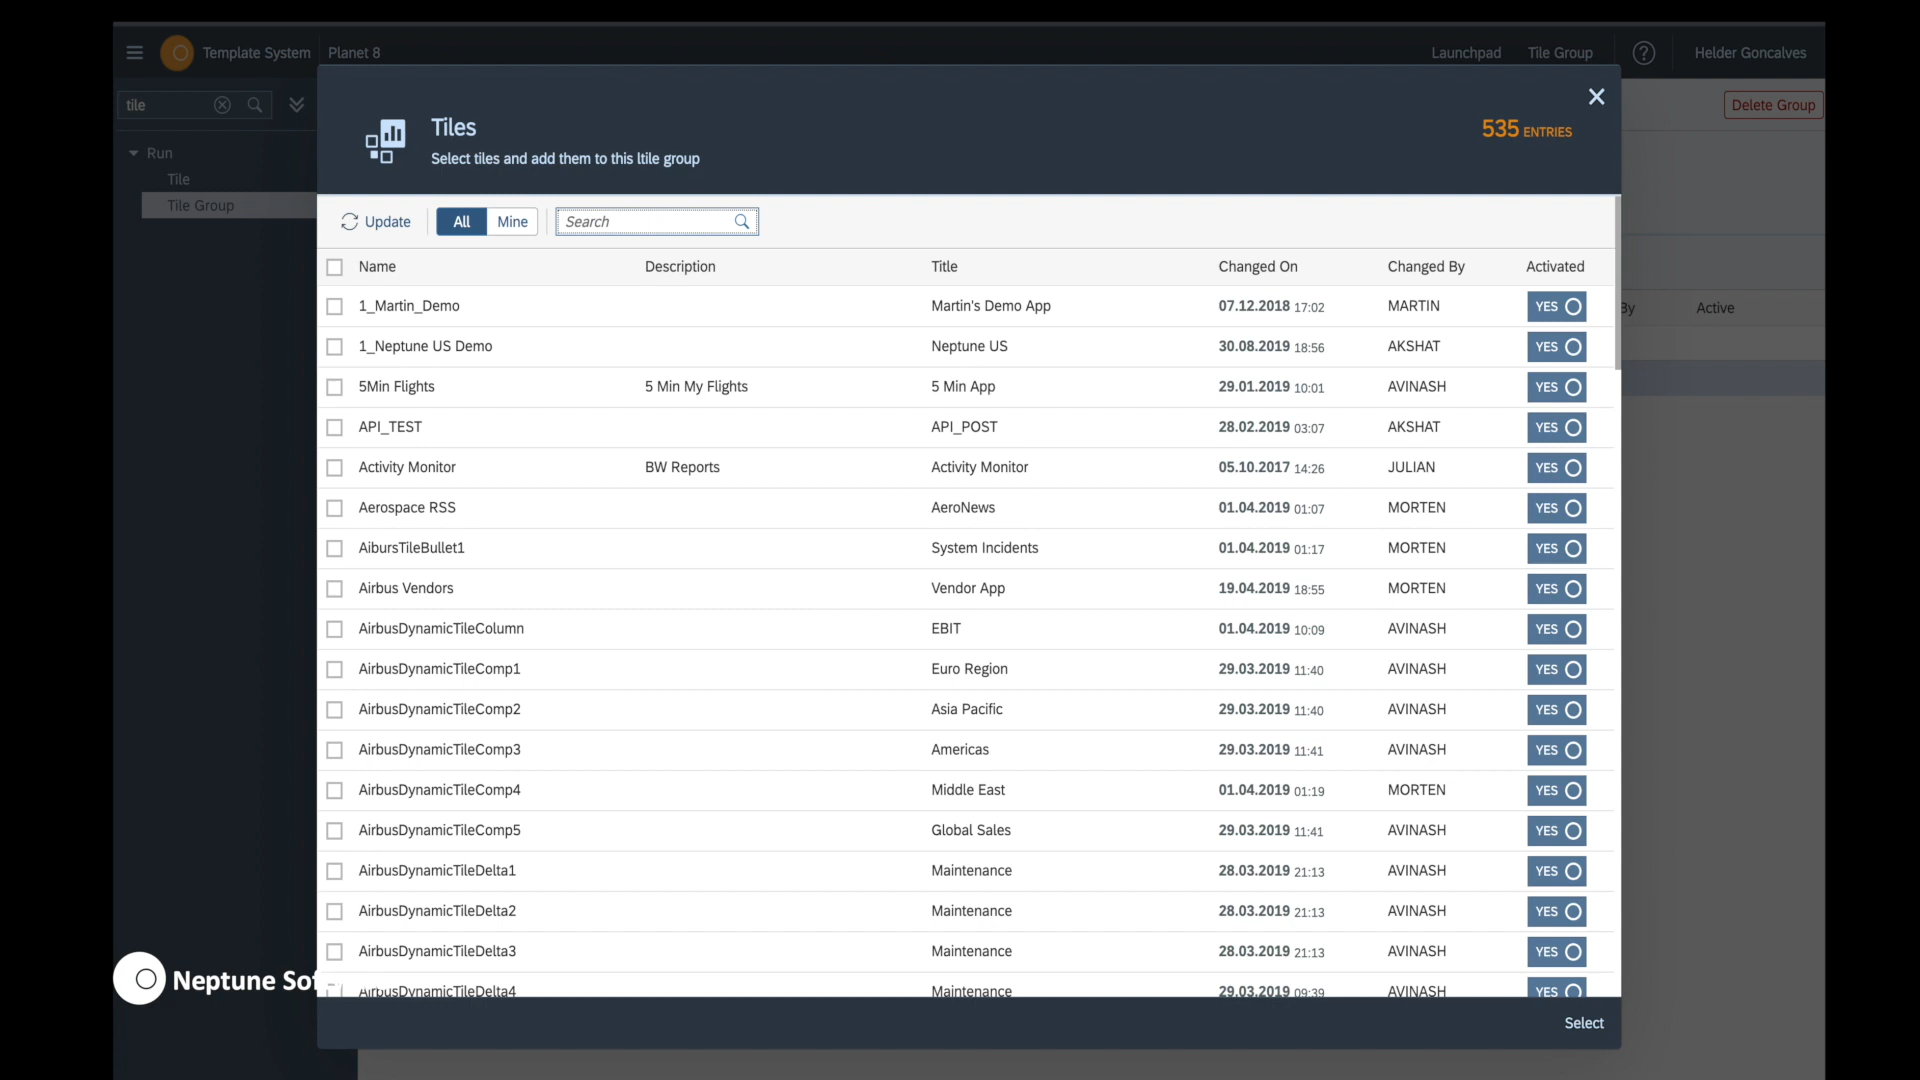 Template System Planet 8 Launchpad Tile Group Helder Goncalves
tile
Delete Group
Run
Tile
Tile Group
By Active
Tiles
Select tiles and add them to this ltile group
535 ENTRIES
Update All Mine Search
Name Description Title Changed On Changed By Activated
1_Martin_Demo Martin's Demo App 07.12.2018 17:02 MARTIN YES
1_Neptune US Demo Neptune US 30.08.2019 18:56 AKSHAT YES
5Min Flights 5 Min My Flights 5 Min App 29.01.2019 10:01 AVINASH YES
API_TEST API_POST 28.02.2019 03:07 AKSHAT YES
Activity Monitor BW Reports Activity Monitor 05.10.2017 14:26 JULIAN YES
Aerospace RSS AeroNews 01.04.2019 01:07 MORTEN YES
AibursTileBullet1 System Incidents 01.04.2019 01:17 MORTEN YES
Airbus Vendors Vendor App 19.04.2019 18:55 MORTEN YES
AirbusDynamicTileColumn EBIT 01.04.2019 10:09 AVINASH YES
AirbusDynamicTileComp1 Euro Region 29.03.2019 11:40 AVINASH YES
AirbusDynamicTileComp2 Asia Pacific 29.03.2019 11:40 AVINASH YES
AirbusDynamicTileComp3 Americas 29.03.2019 11:41 AVINASH YES
AirbusDynamicTileComp4 Middle East 01.04.2019 01:19 MORTEN YES
AirbusDynamicTileComp5 Global Sales 29.03.2019 11:41 AVINASH YES
AirbusDynamicTileDelta1 Maintenance 28.03.2019 21:13 AVINASH YES
AirbusDynamicTileDelta2 Maintenance 28.03.2019 21:13 AVINASH YES
AirbusDynamicTileDelta3 Maintenance 28.03.2019 21:13 AVINASH YES
AirbusDynamicTileDelta4 Maintenance 29.03.2019 09:39 AVINASH YES
Neptune Sof
Select